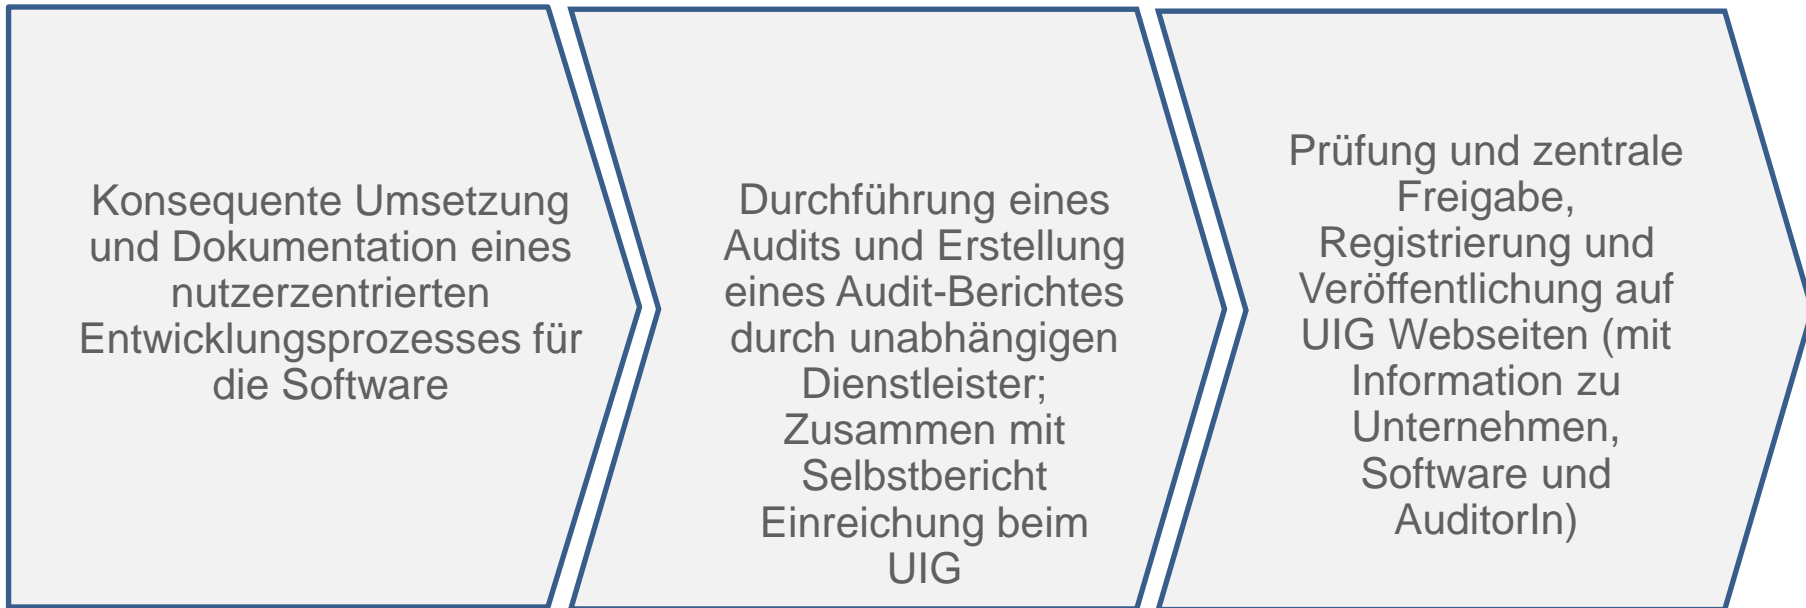 Konsequente Umsetzung
und Dokumentation eines
nutzerzentrierten
Entwicklungsprozesses für
die Software
Durchführung eines
Audits und Erstellung
eines Audit-Berichtes
durch unabhängigen
Dienstleister;
Zusammen mit
Selbstbericht
Einreichung beim
UIG
Prüfung und zentrale
Freigabe,
Registrierung und
Veröffentlichung auf
UIG Webseiten (mit
Information zu
Unternehmen,
Software und
AuditorIn)